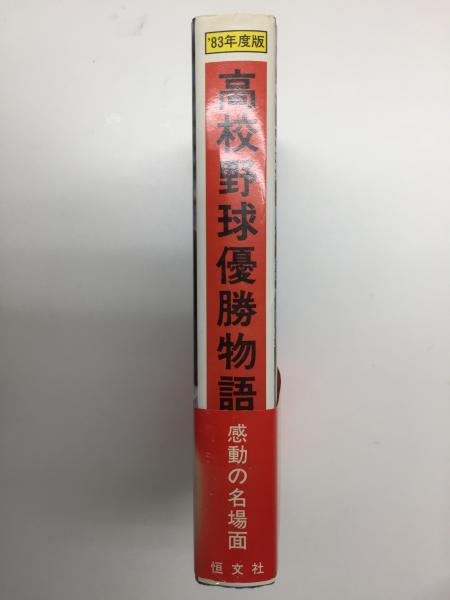 '83年度版
高校野球優勝物語
感動の名場面
恒文社